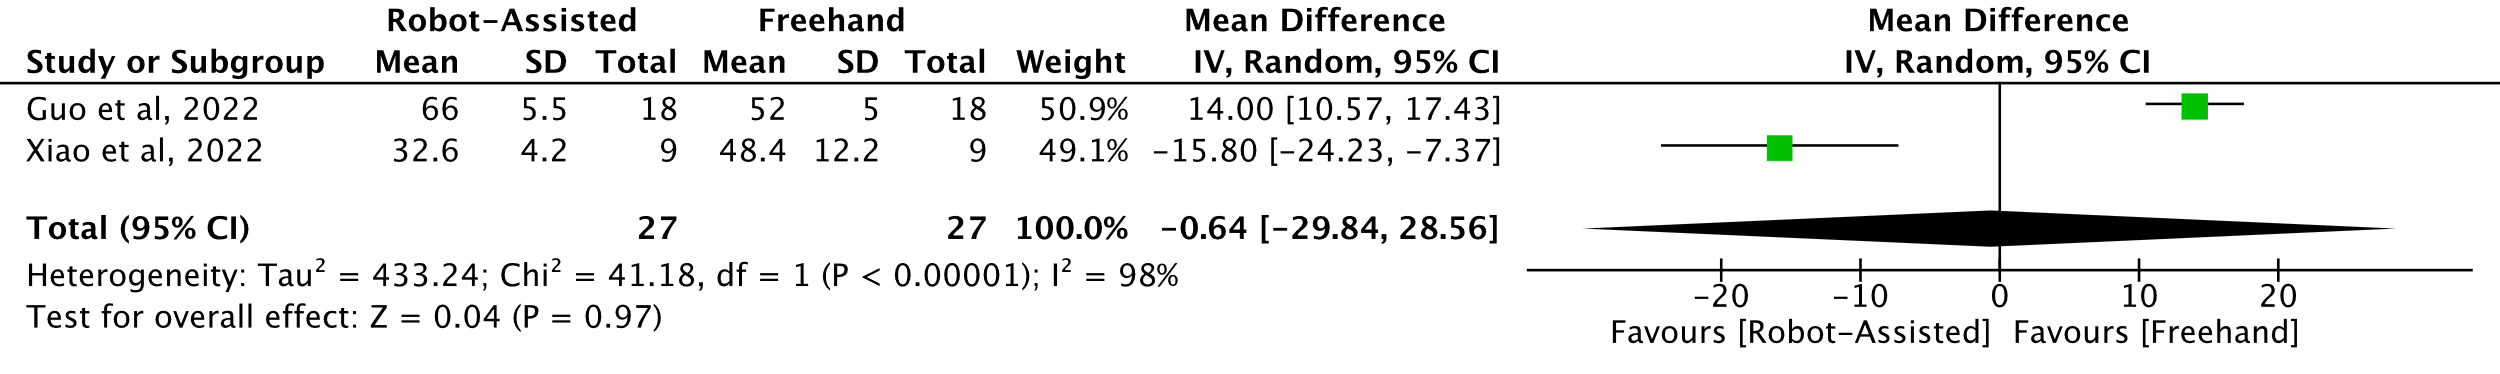 Robot-Assisted Freehand Mean Difference Mean Difference
Study or Subgroup Mean SD Total Mean SD Total Weight IV, Random, 95% CI IV, Random, 95% CI
Guo et al, 2022 66 5.5 18 52 5 18 50.9% 14.00 [10.57, 17.43]
Xiao et al, 2022 32.6 4.2 9 48.4 12.2 9 49.1% -15.80 [-24.23, -7.37]
Total (95% CI) 27 27 100.0% -0.64 [-29.84, 28.56]
Heterogeneity: Tau² = 433.24; Chi² = 41.18, df = 1 (P < 0.00001); I² = 98%
Test for overall effect: Z = 0.04 (P = 0.97)
-20 -10 0 10 20
Favours [Robot-Assisted] Favours [Freehand]